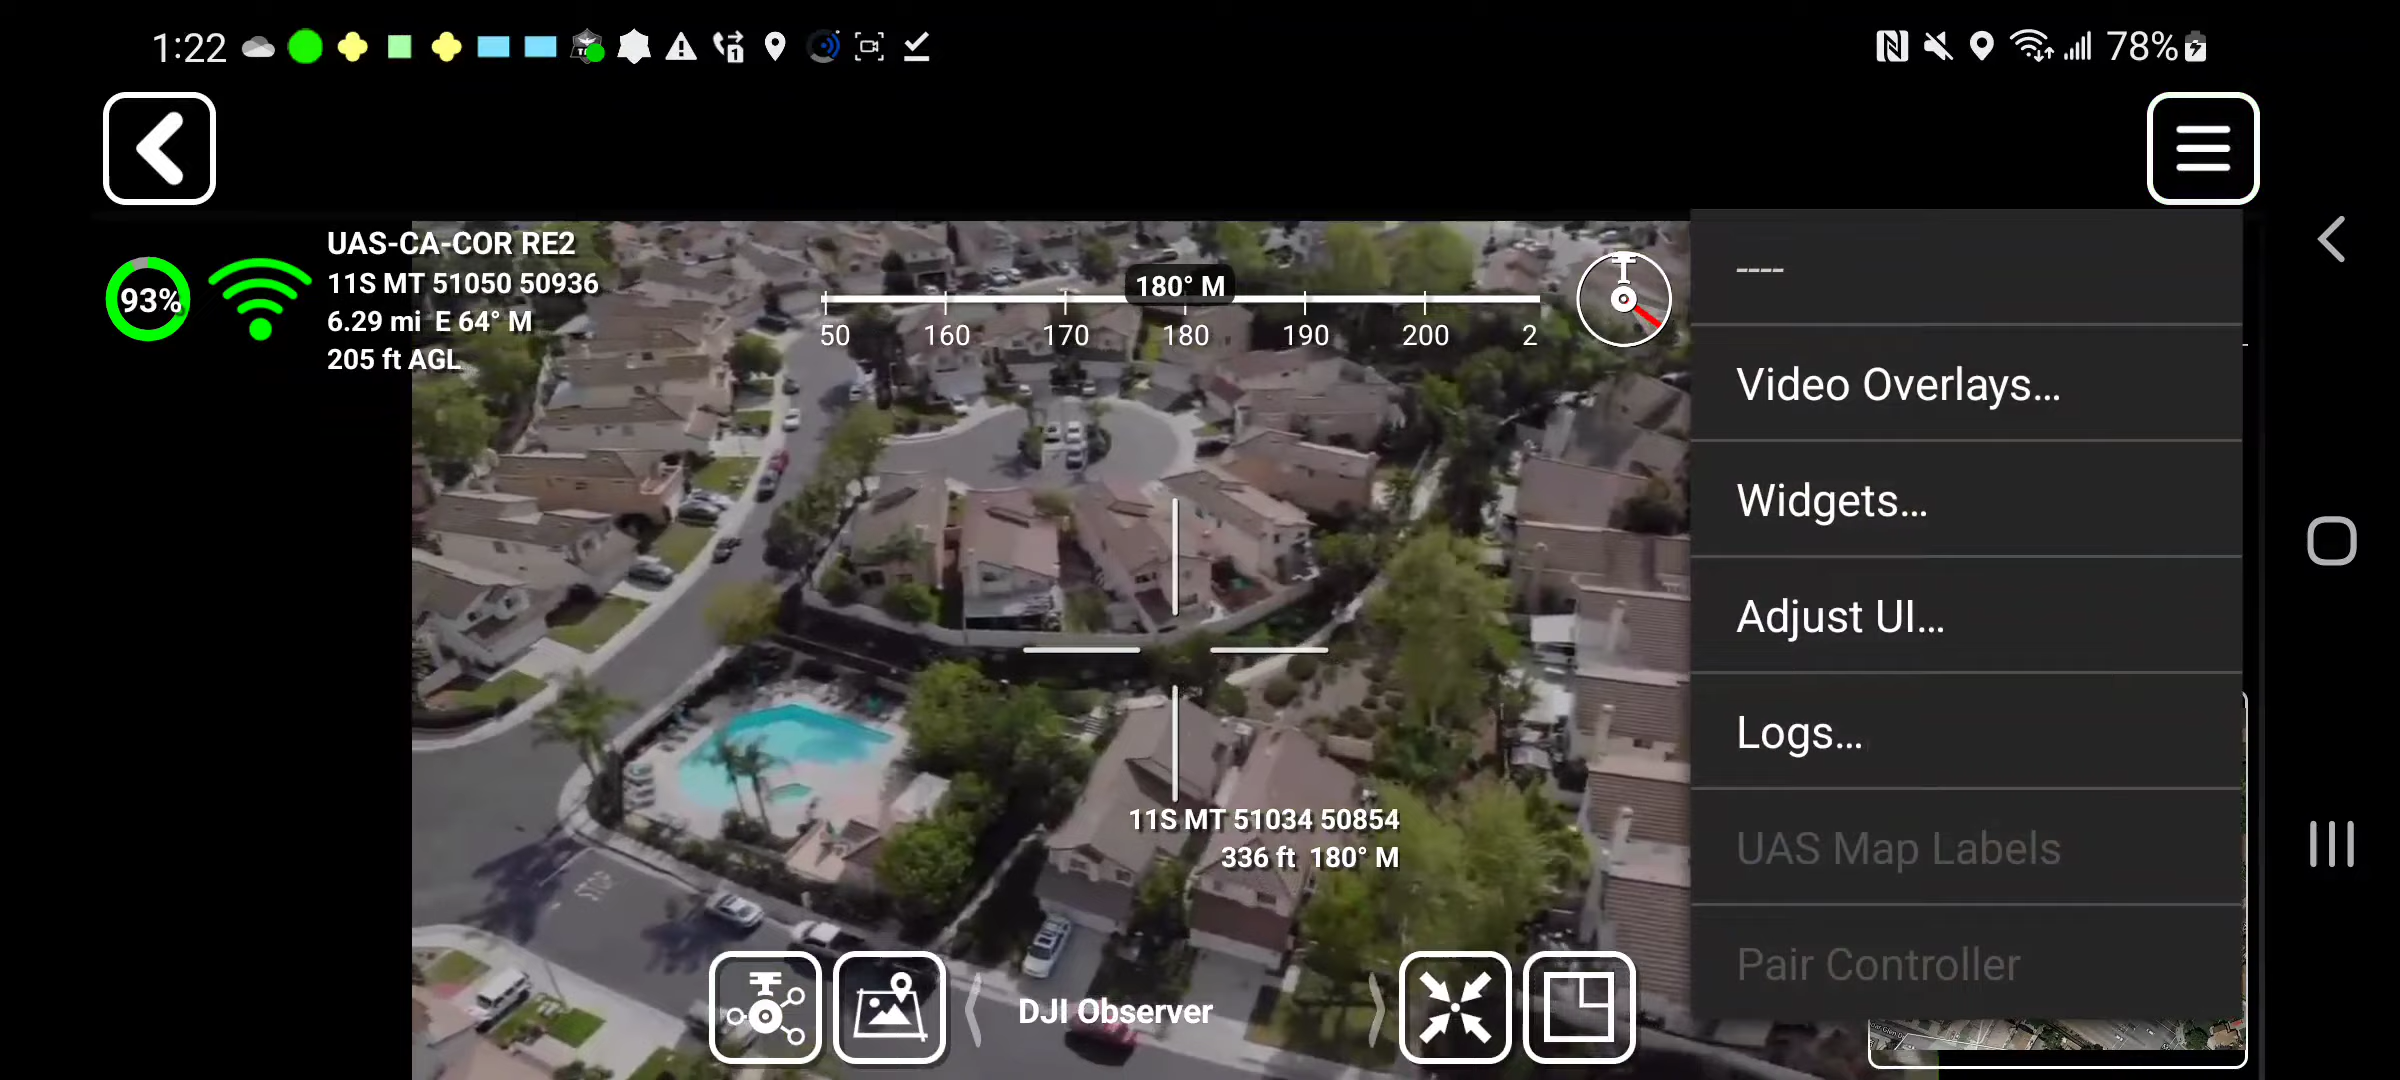 1:22
78%
UAS-CA-COR RE2
93%
11S MT 51050 50936
6.29 mi E 64° M
205 ft AGL
180° M
50 160 170 180 190 200 2
----
Video Overlays...
Widgets...
Adjust UI...
Logs...
UAS Map Labels
Pair Controller
11S MT 51034 50854
336 ft 180° M
STOP
DJI Observer